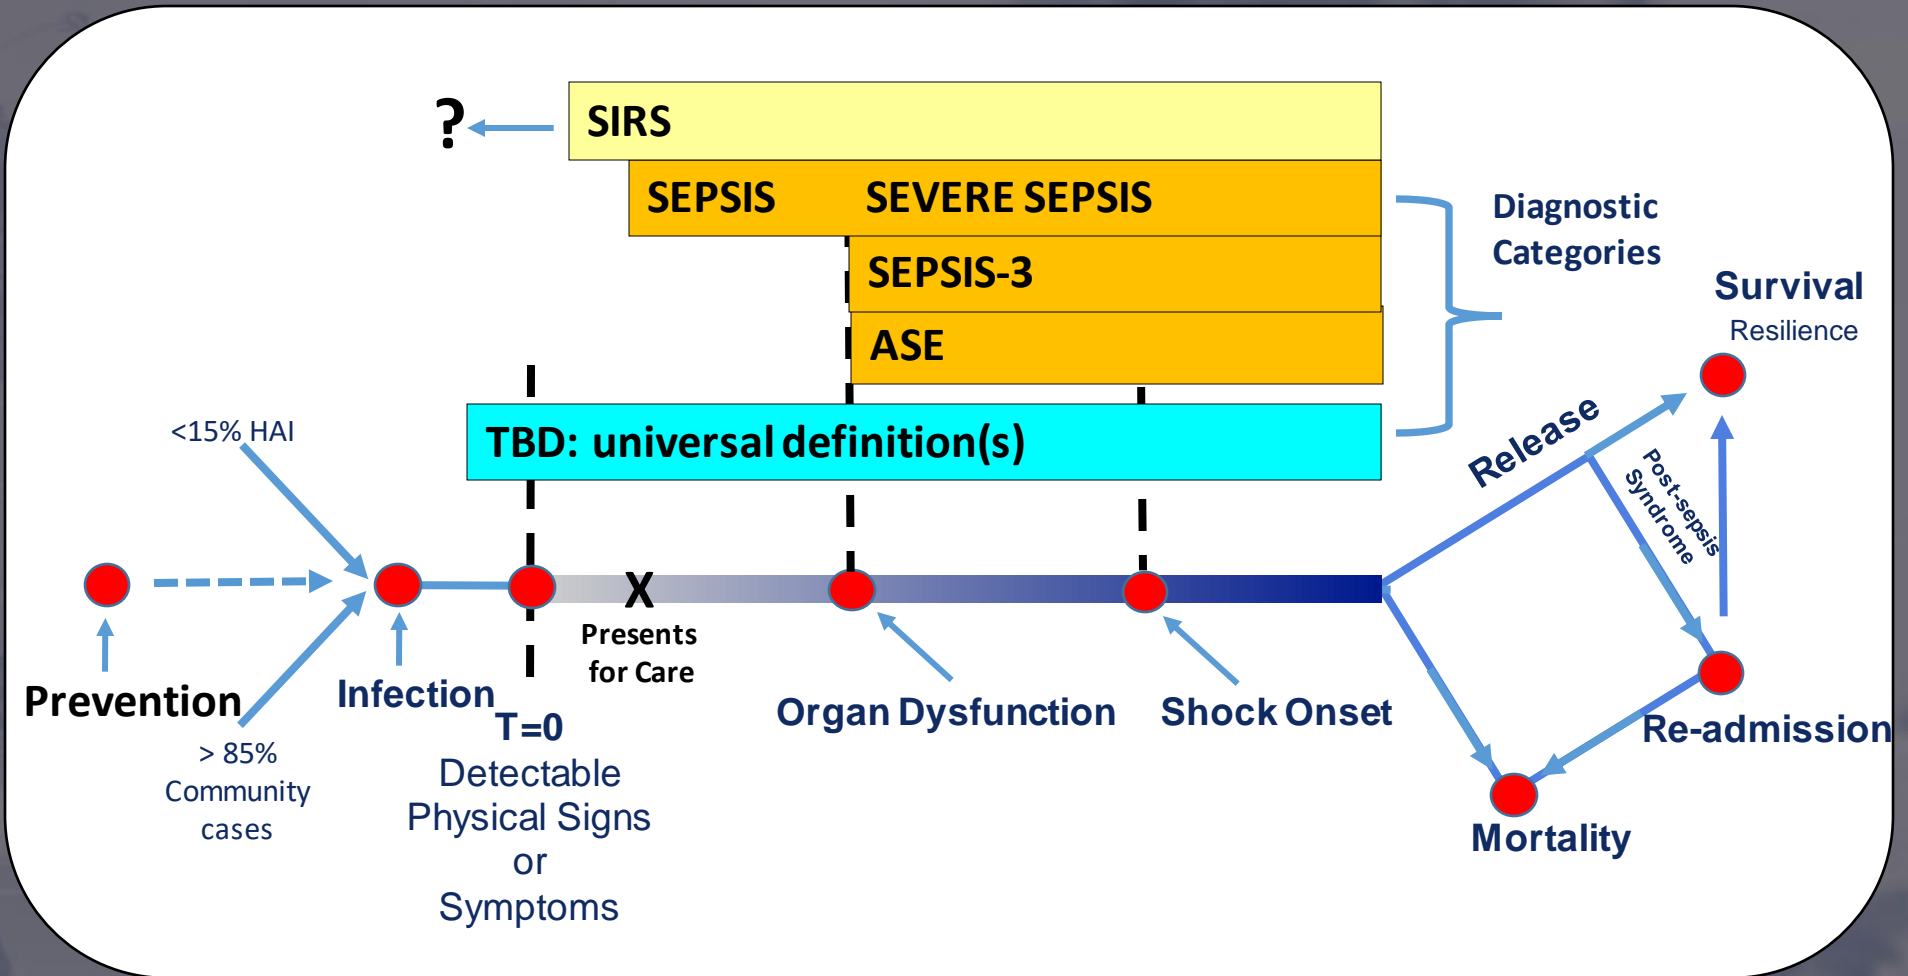 ?
SIRS
SEPSIS SEVERE SEPSIS
SEPSIS-3
ASE
TBD: universal definition(s)
Diagnostic
Categories
Survival
Resilience
<15% HAI
Release
Post-sepsis
Syndrome
X
Presents
for Care
Prevention
Infection
T=0
Detectable
Physical Signs
or
Symptoms
> 85%
Community
cases
Organ Dysfunction
Shock Onset
Re-admission
Mortality